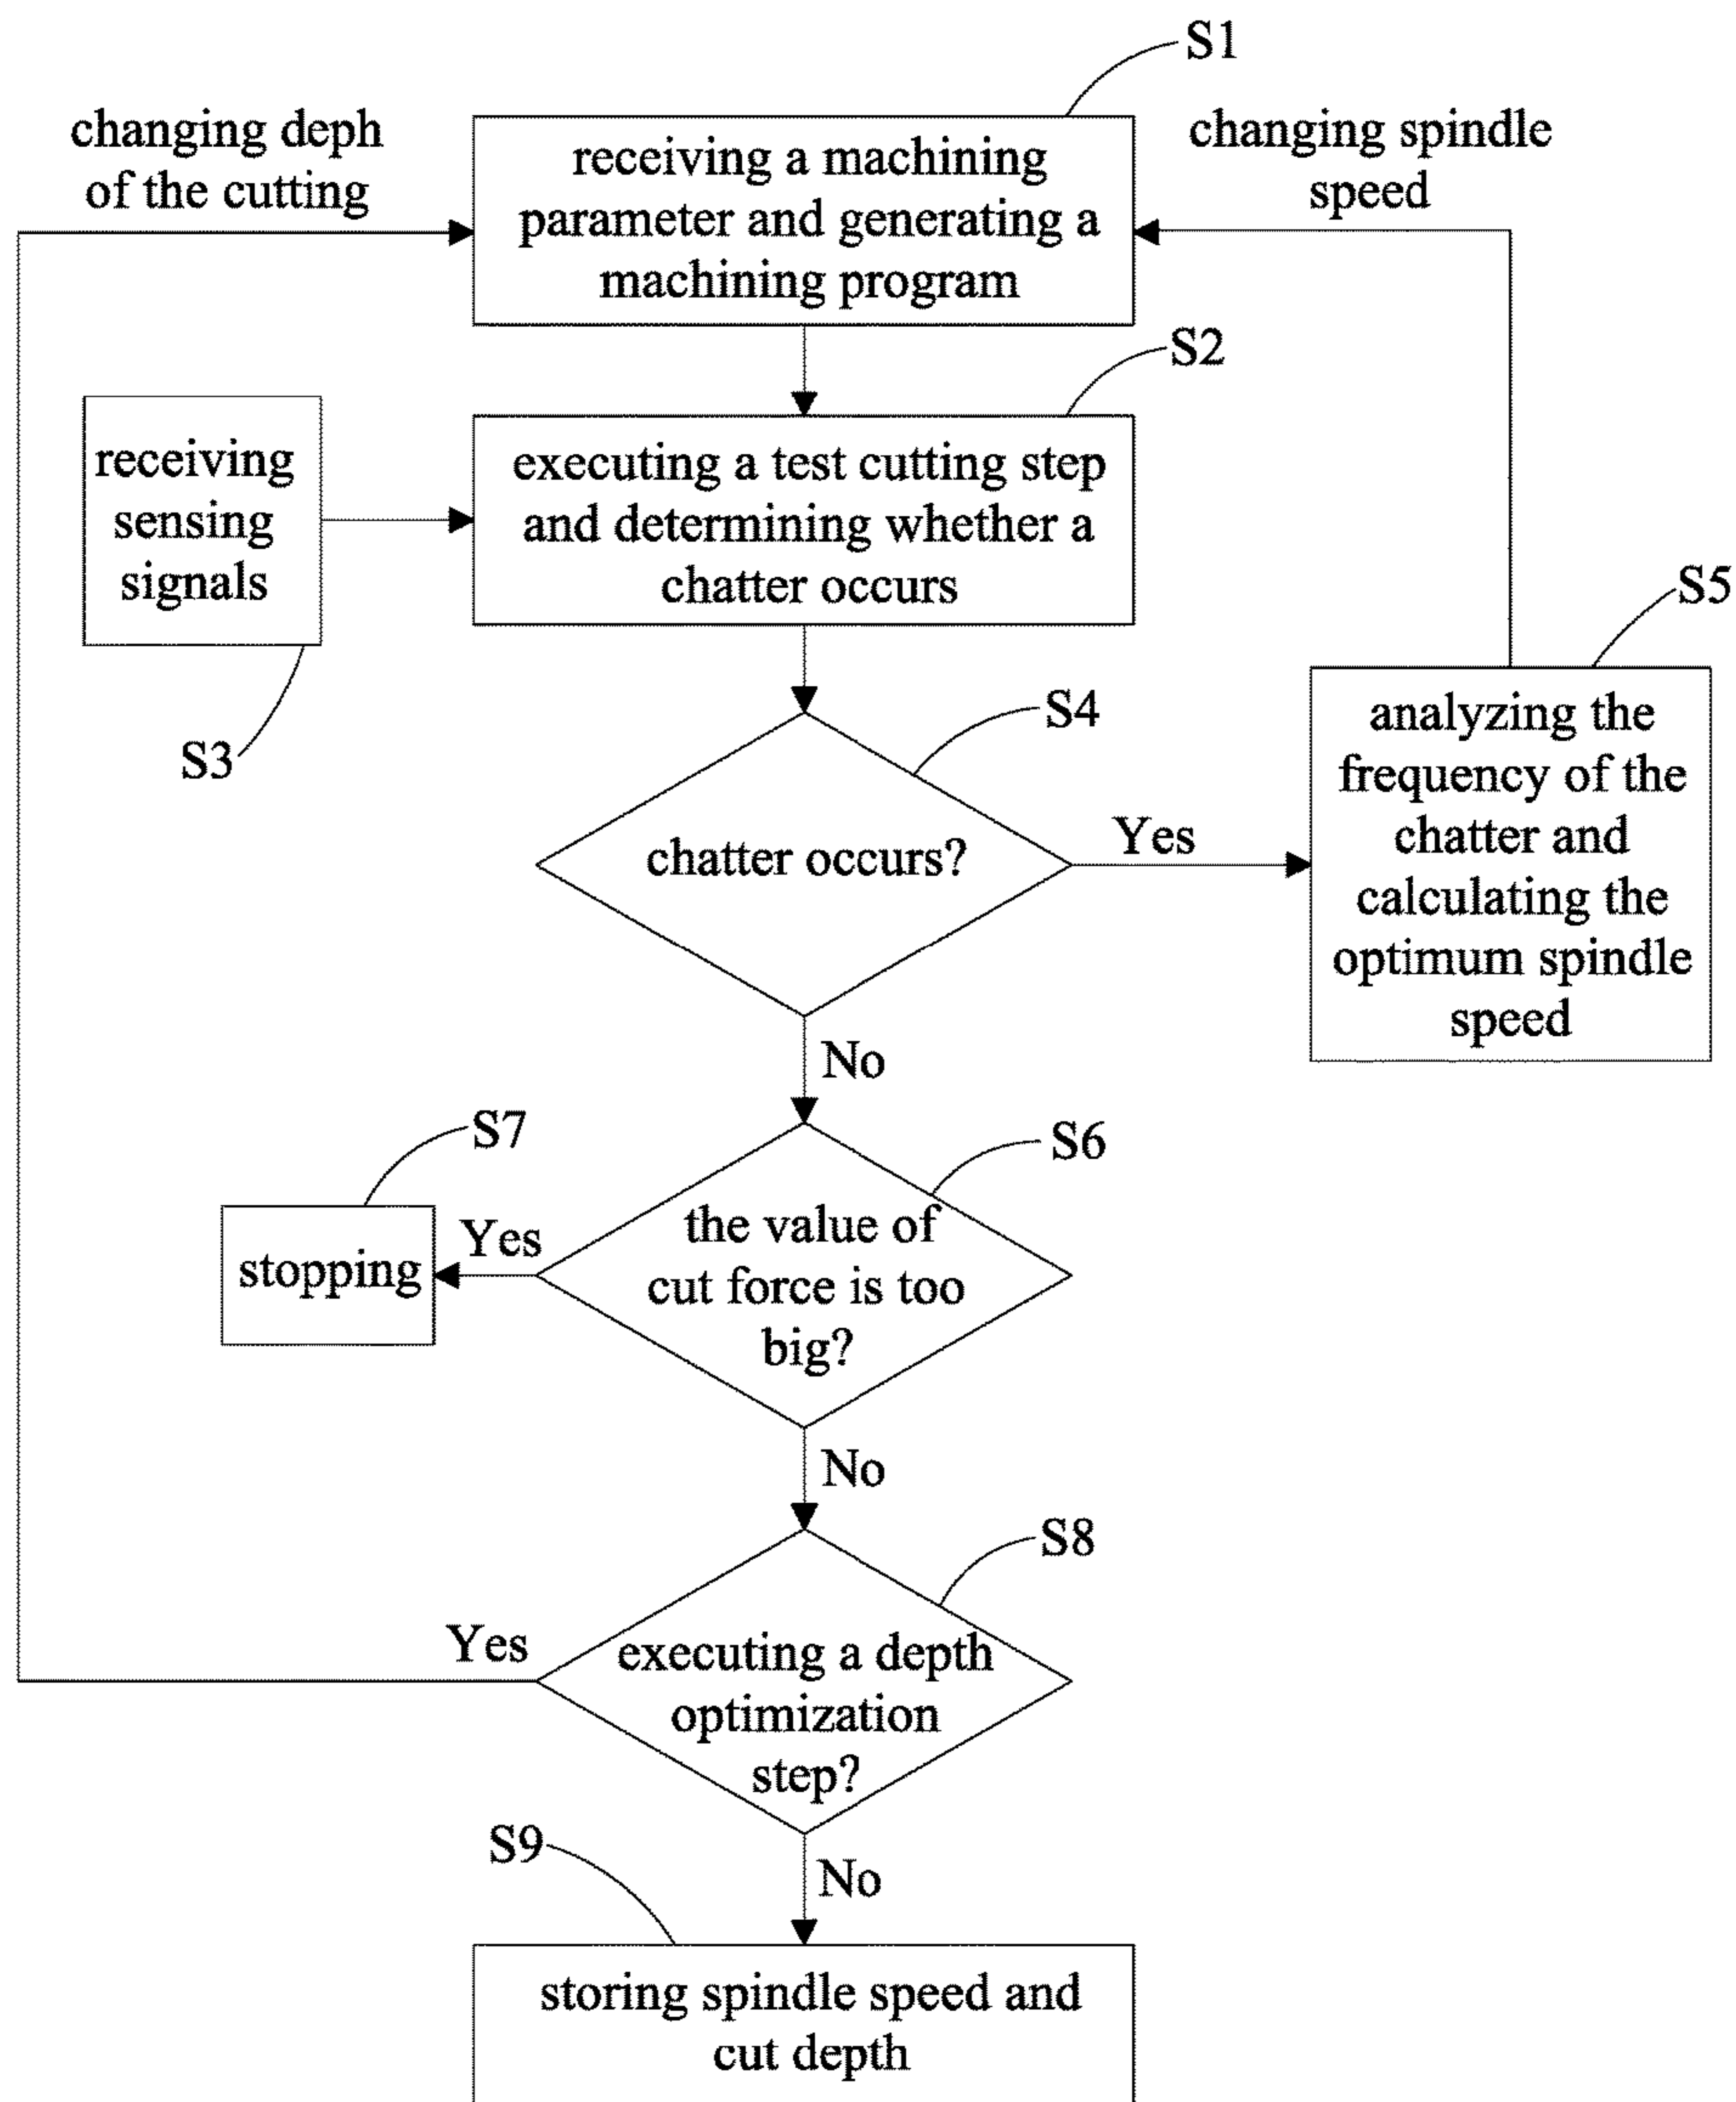 S1
changing deph
of the cutting
receiving a machining
parameter and generating a
machining program
changing spindle
speed
S2
receiving
sensing
signals
executing a test cutting step
and determining whether a
chatter occurs
S3
S4
chatter occurs?
Yes
S5
analyzing the
frequency of the
chatter and
calculating the
optimum spindle
speed
No
S6
the value of
cut force is too
big?
Yes
S7
stopping
No
S8
executing a depth
optimization
step?
Yes
No
S9
storing spindle speed and
cut depth